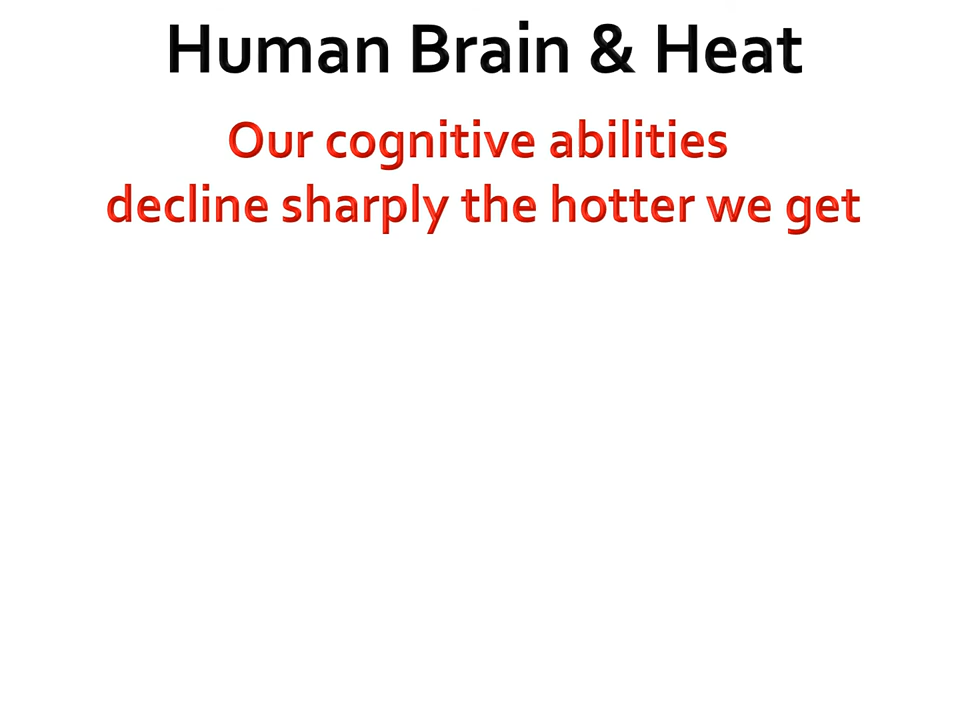 Human Brain & Heat
Our cognitive abilities
decline sharply the hotter we get